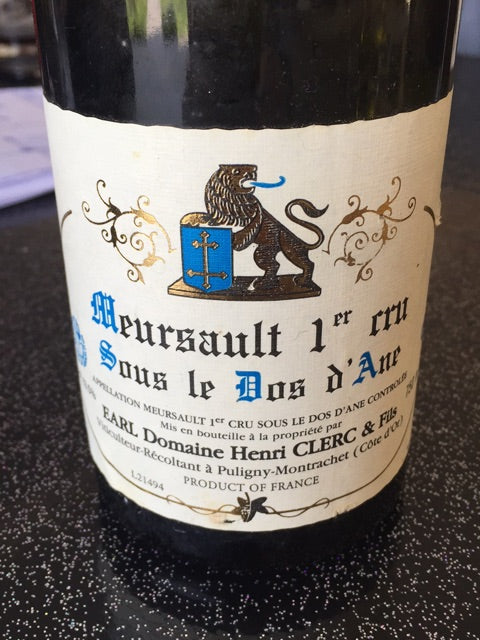 Meursault 1er cru
Sous le Dos d'Ane
APPELLATION MEURSAULT 1er CRU SOUS LE DOS D'ANE CONTROLÉE
Mis en bouteille à la propriété par
EARL Domaine Henri CLERC & Fils
Viticulteur-Récoltant à Puligny-Montrachet (Côte d'Or)
L21494
PRODUCT OF FRANCE